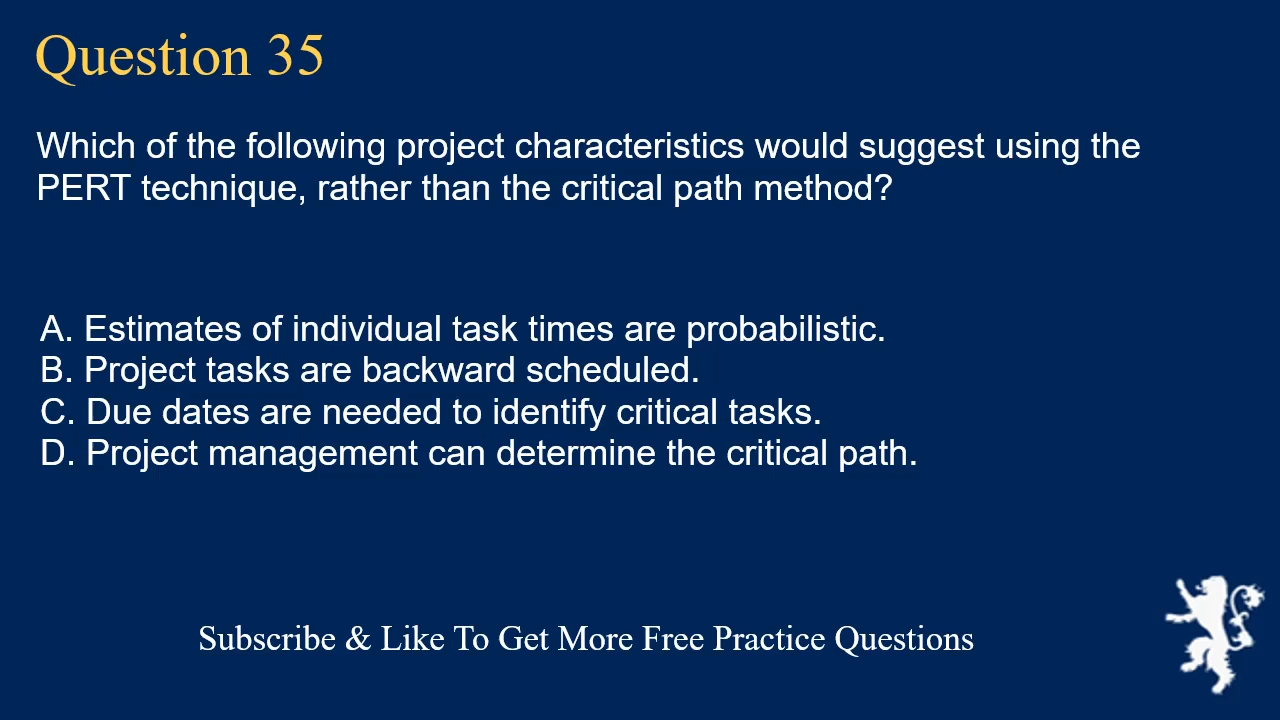 Question 35
Which of the following project characteristics would suggest using the
PERT technique, rather than the critical path method?
A. Estimates of individual task times are probabilistic.
B. Project tasks are backward scheduled.
C. Due dates are needed to identify critical tasks.
D. Project management can determine the critical path.
Subscribe & Like To Get More Free Practice Questions